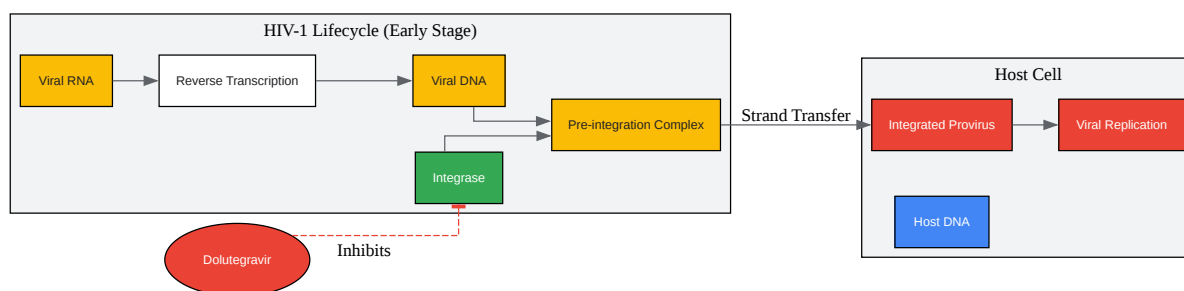 HIV-1 Lifecycle (Early Stage)
Viral RNA
Reverse Transcription
Viral DNA
Pre-integration Complex
Integrase
Strand Transfer
Host Cell
Integrated Provirus
Viral Replication
Host DNA
Dolutegravir
Inhibits